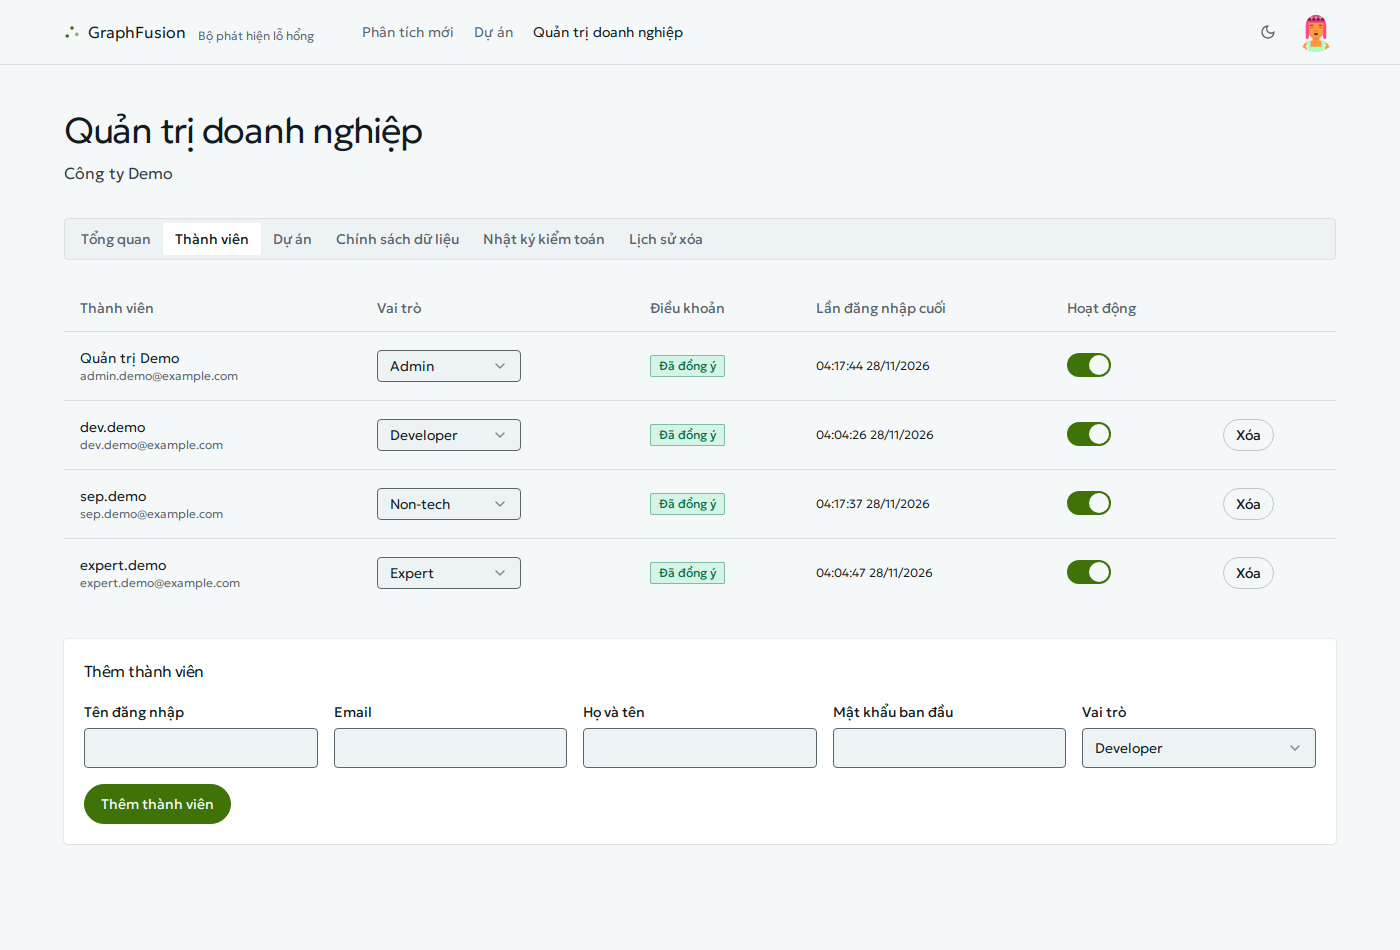 GraphFusion Bộ phát hiện lỗ hổng Phân tích mới Dự án Quản trị doanh nghiệp
Quản trị doanh nghiệp
Công ty Demo
Tổng quan Thành viên Dự án Chính sách dữ liệu Nhật ký kiểm toán Lịch sử xóa
Thành viên Vai trò Điều khoản Lần đăng nhập cuối Hoạt động
Quản trị Demo
admin.demo@example.com
Admin Đã đồng ý 04:17:44 28/11/2026
dev.demo
dev.demo@example.com
Developer Đã đồng ý 04:04:26 28/11/2026 Xóa
sep.demo
sep.demo@example.com
Non-tech Đã đồng ý 04:17:37 28/11/2026 Xóa
expert.demo
expert.demo@example.com
Expert Đã đồng ý 04:04:47 28/11/2026 Xóa
Thêm thành viên
Tên đăng nhập Email Họ và tên Mật khẩu ban đầu Vai trò
Developer
Thêm thành viên